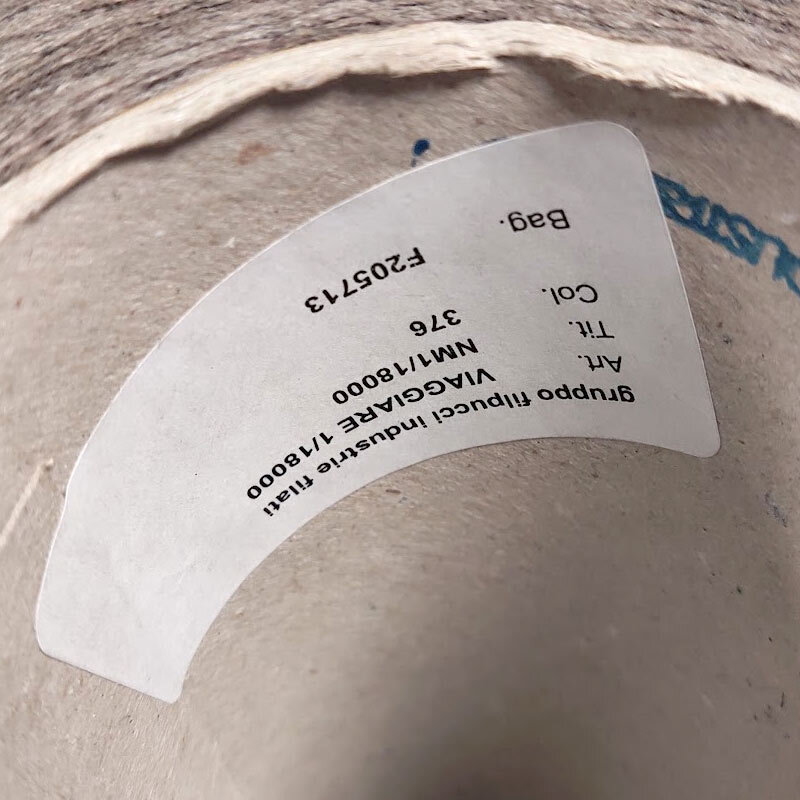 gruppo filpucci industrie filati
Art. VIAGGIARE 1/18000
Tit. NM1/18000
Col. 376
Bag. F205713